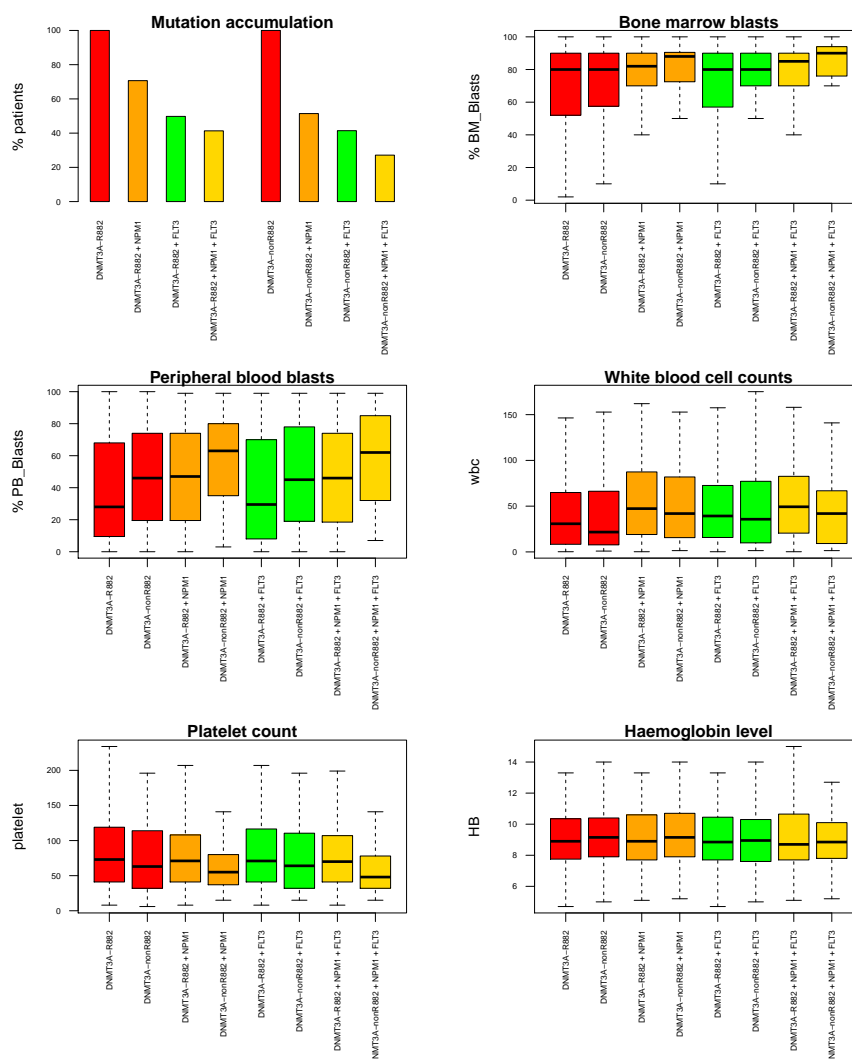 Mutation accumulation
% patients
100
80
60
40
20
0
DNMT3A−R882
DNMT3A−R882 + NPM1
DNMT3A−R882 + FLT3
DNMT3A−R882 + NPM1 + FLT3
DNMT3A−nonR882
DNMT3A−nonR882 + NPM1
DNMT3A−nonR882 + FLT3
DNMT3A−nonR882 + NPM1 + FLT3
Bone marrow blasts
% BM_Blasts
100
80
60
40
20
0
DNMT3A−R882
DNMT3A−nonR882
DNMT3A−R882 + NPM1
DNMT3A−nonR882 + NPM1
DNMT3A−R882 + FLT3
DNMT3A−nonR882 + FLT3
DNMT3A−R882 + NPM1 + FLT3
DNMT3A−nonR882 + NPM1 + FLT3
Peripheral blood blasts
% PB_Blasts
100
80
60
40
20
0
DNMT3A−R882
DNMT3A−nonR882
DNMT3A−R882 + NPM1
DNMT3A−nonR882 + NPM1
DNMT3A−R882 + FLT3
DNMT3A−nonR882 + FLT3
DNMT3A−R882 + NPM1 + FLT3
DNMT3A−nonR882 + NPM1 + FLT3
White blood cell counts
wbc
150
100
50
0
DNMT3A−R882
DNMT3A−nonR882
DNMT3A−R882 + NPM1
DNMT3A−nonR882 + NPM1
DNMT3A−R882 + FLT3
DNMT3A−nonR882 + FLT3
DNMT3A−R882 + NPM1 + FLT3
DNMT3A−nonR882 + NPM1 + FLT3
Platelet count
platelet
200
150
100
50
0
DNMT3A−R882
DNMT3A−nonR882
DNMT3A−R882 + NPM1
DNMT3A−nonR882 + NPM1
DNMT3A−R882 + FLT3
DNMT3A−nonR882 + FLT3
DNMT3A−R882 + NPM1 + FLT3
NMT3A−nonR882 + NPM1 + FLT3
Haemoglobin level
HB
14
12
10
8
6
DNMT3A−R882
DNMT3A−nonR882
DNMT3A−R882 + NPM1
DNMT3A−nonR882 + NPM1
DNMT3A−R882 + FLT3
DNMT3A−nonR882 + FLT3
DNMT3A−R882 + NPM1 + FLT3
NMT3A−nonR882 + NPM1 + FLT3